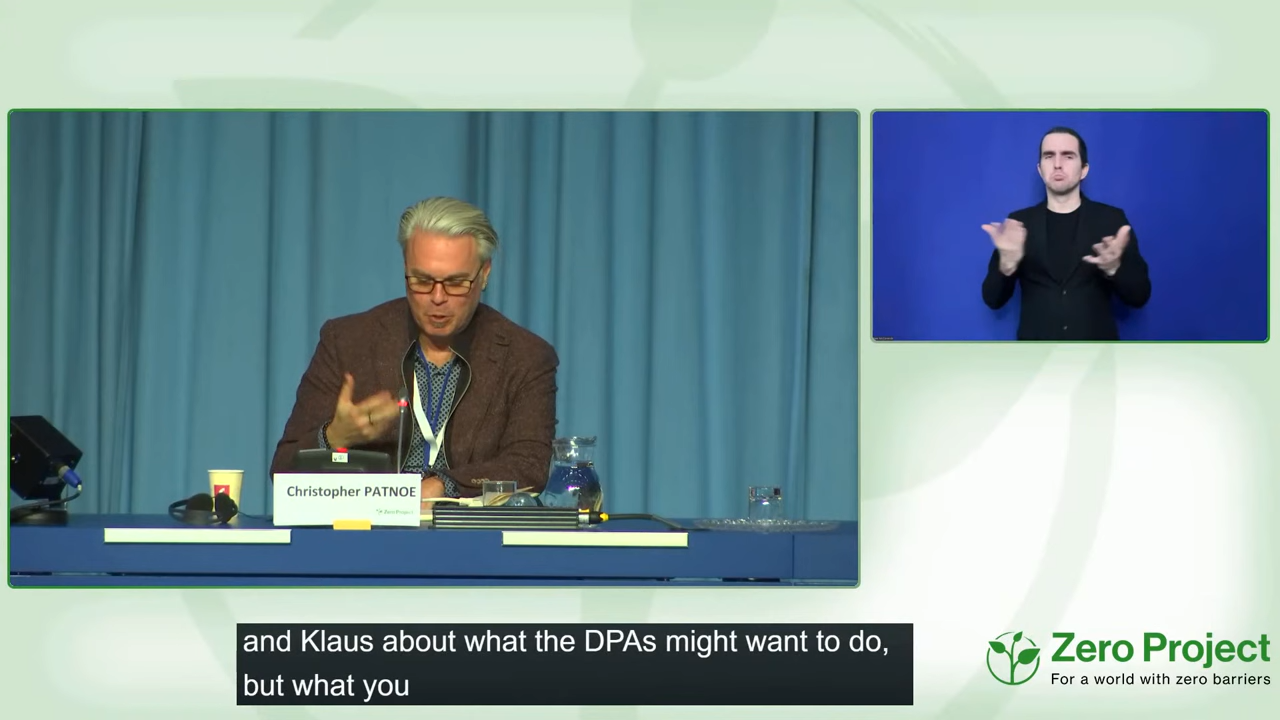 Christopher PATNOE
ZeroProject
and Klaus about what the DPAs might want to do,
but what you
Zero Project
For a world with zero barriers